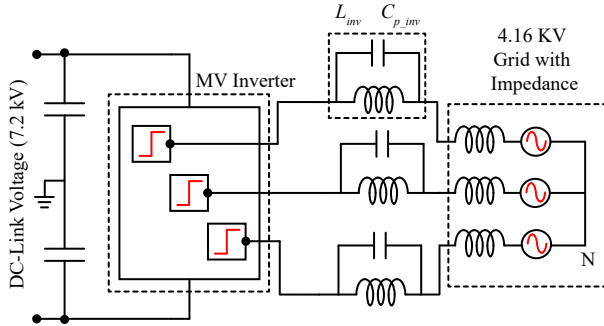 L_inv C_p_inv
4.16 KV
Grid with
Impedance
MV Inverter
DC-Link Voltage (7.2 kV)
N